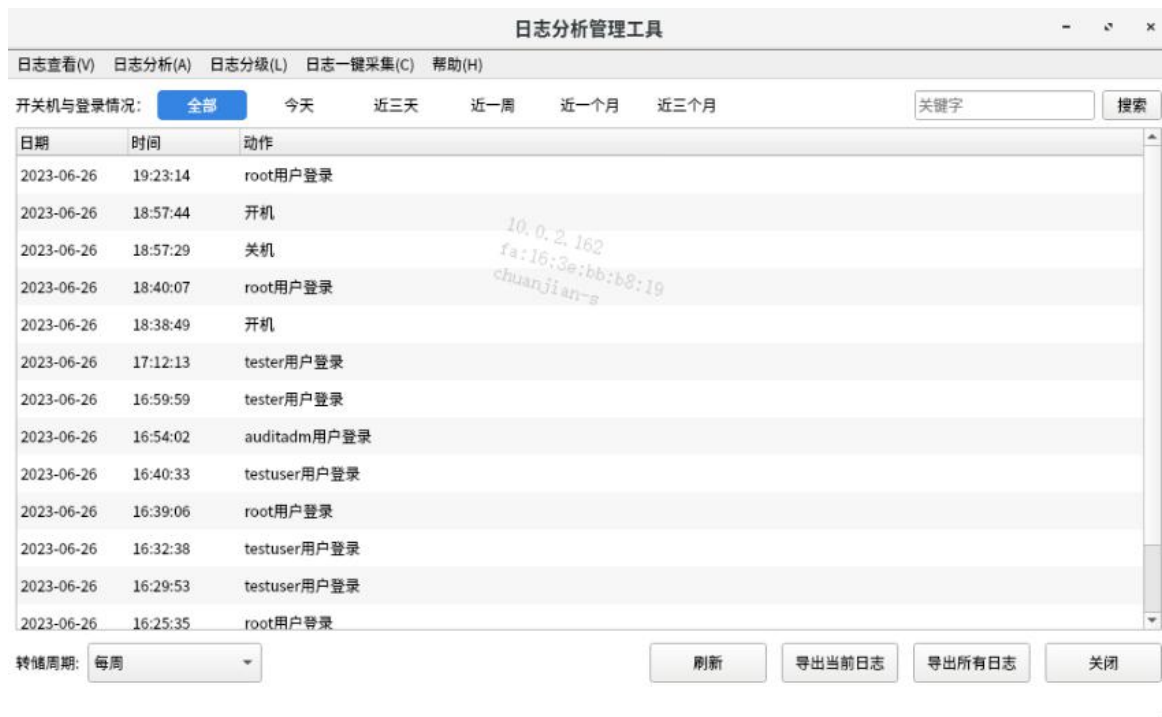 日志分析管理工具
日志查看(V) 日志分析(A) 日志分级(L) 日志一键采集(C) 帮助(H)
开关机与登录情况: 全部 今天 近三天 近一周 近一个月 近三个月 关键字 搜索
日期 时间 动作
2023-06-26 19:23:14 root用户登录
2023-06-26 18:57:44 开机
2023-06-26 18:57:29 关机
2023-06-26 18:40:07 root用户登录
2023-06-26 18:38:49 开机
2023-06-26 17:12:13 tester用户登录
2023-06-26 16:59:59 tester用户登录
2023-06-26 16:54:02 auditadm用户登录
2023-06-26 16:40:33 testuser用户登录
2023-06-26 16:39:06 root用户登录
2023-06-26 16:32:38 testuser用户登录
2023-06-26 16:29:53 testuser用户登录
2023-06-26 16:25:35 root用户登录
10.0.2.162
fa:16:3e:bb:b8:19
chuanjian-s
转储周期: 每周 刷新 导出当前日志 导出所有日志 关闭